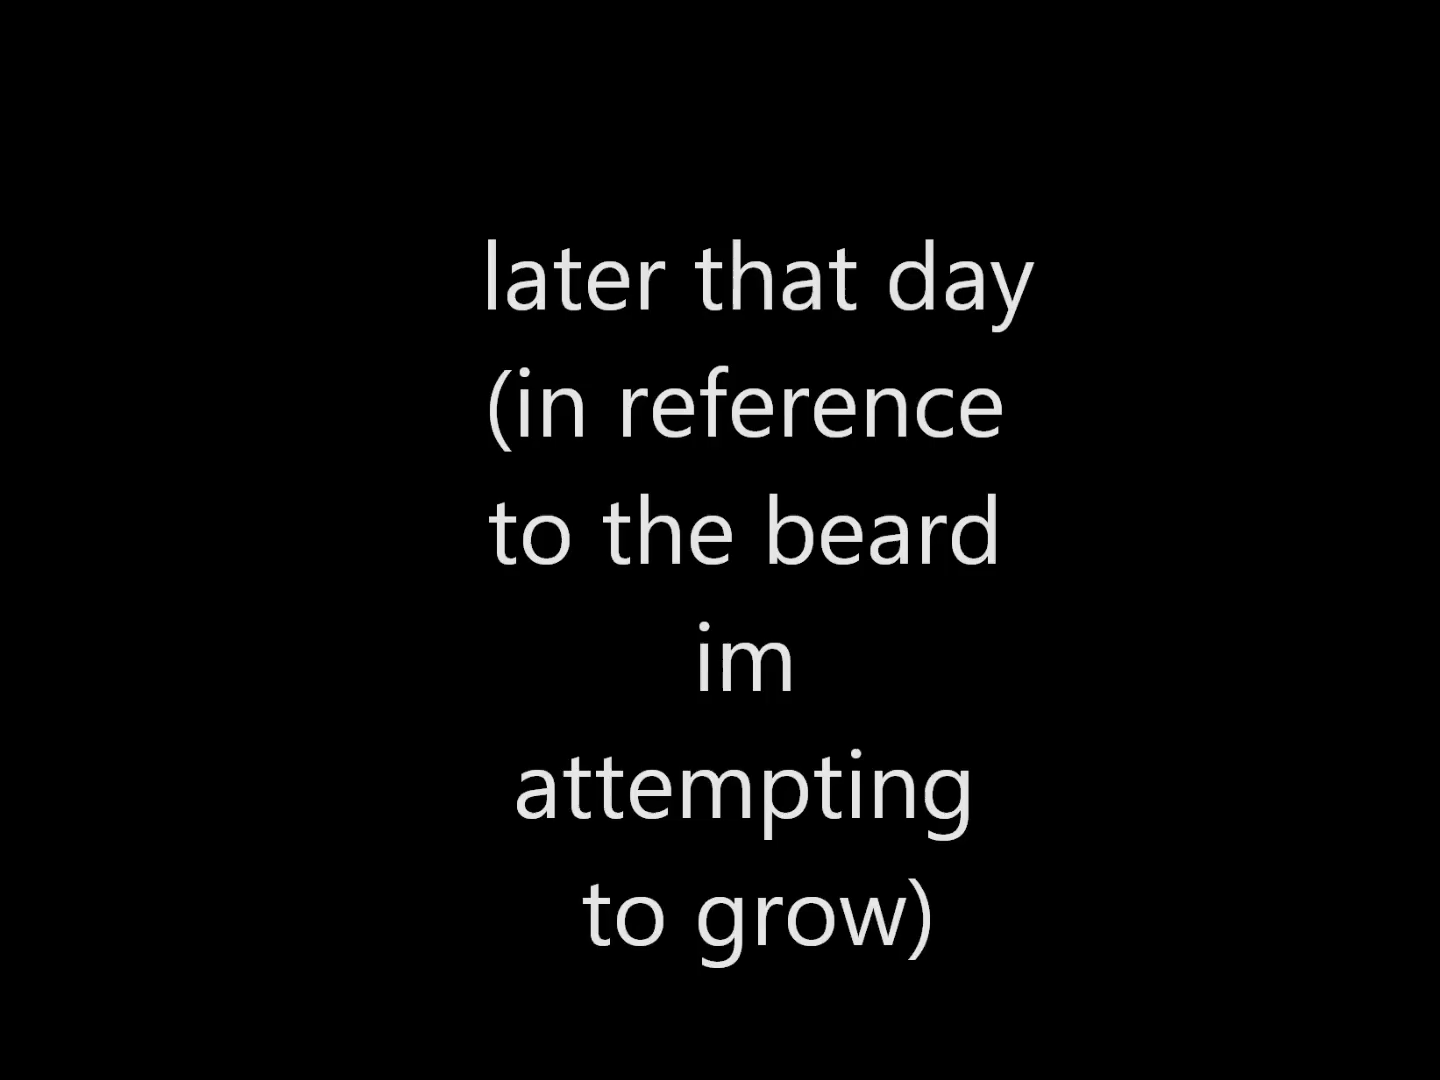 later that day
(in reference
to the beard
im
attempting
to grow)